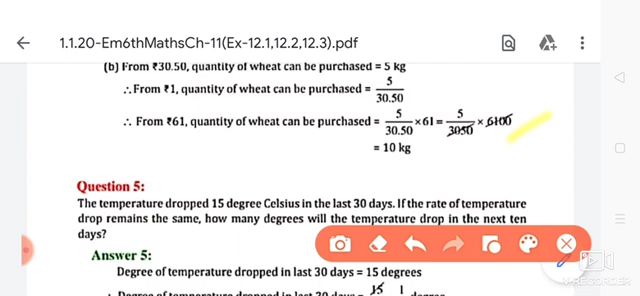 1.1.20-Em6thMathsCh-11(Ex-12.1,12.2,12.3).pdf
(b) From ₹30.50, quantity of wheat can be purchased = 5 kg
∴ From ₹1, quantity of wheat can be purchased = 5/30.50
∴ From ₹61, quantity of wheat can be purchased = 5/30.50 ×61 = 5/3050 × 6100
= 10 kg
Question 5:
The temperature dropped 15 degree Celsius in the last 30 days. If the rate of temperature
drop remains the same, how many degrees will the temperature drop in the next ten
days?
Answer 5:
Degree of temperature dropped in last 30 days = 15 degrees